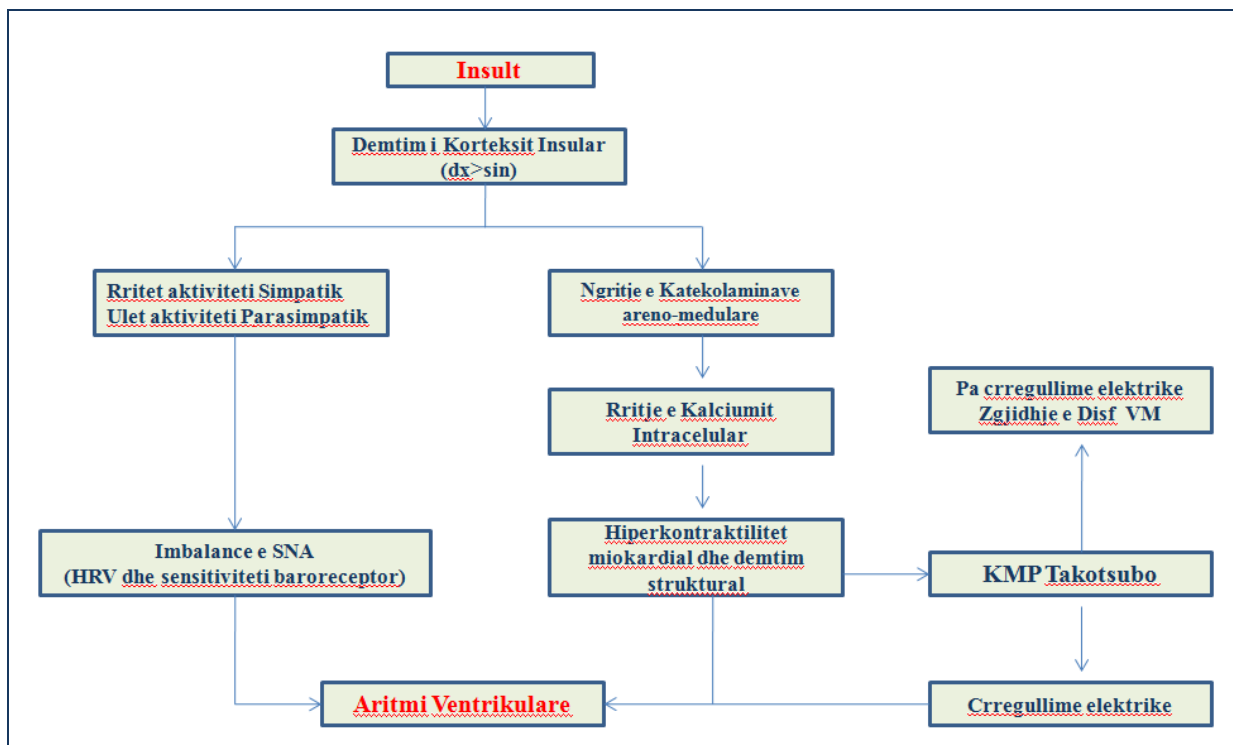 Insult
Demtim i Korteksit Insular
(dx>sin)
Rritet aktiviteti Simpatik
Ulet aktiviteti Parasimpatik
Ngritje e Katekolaminave
areno-medulare
Rritje e Kalciumit
Intracelular
Pa crregullime elektrike
Zgjidhje e Disf VM
Imbalance e SNA
(HRV dhe sensitiviteti baroreceptor)
Hiperkontraktilitet
miokardial dhe demtim
struktural
KMP Takotsubo
Aritmi Ventrikulare
Crregullime elektrike